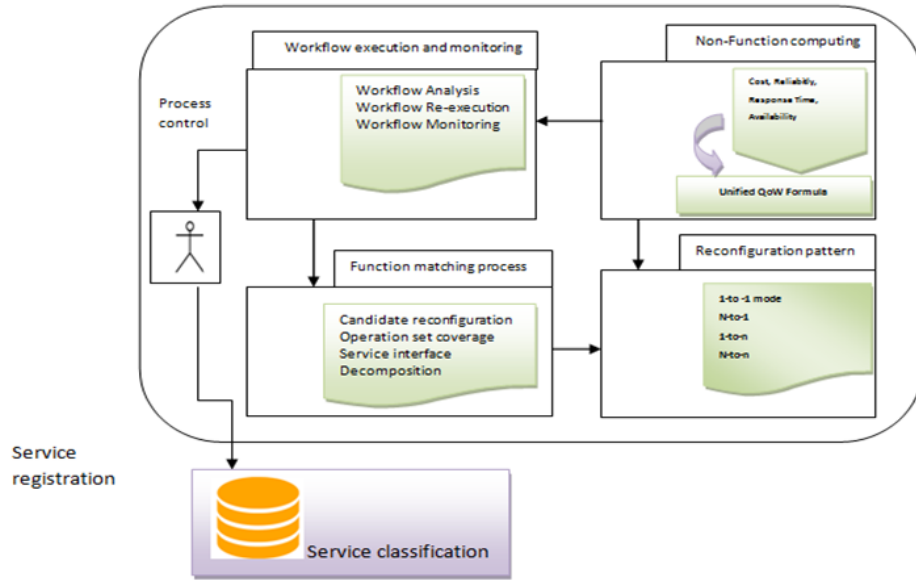 Workflow execution and monitoring
Non-Function computing
Process
control
Workflow Analysis
Workflow Re-execution
Workflow Monitoring
Cost, Reliabitly,
Response Time,
Availability
Unified QoW Formula
Function matching process
Reconfiguration pattern
Candidate reconfiguration
Operation set coverage
Service interface
Decomposition
1-to -1 mode
N-to-1
1-to-n
N-to-n
Service
registration
Service classification